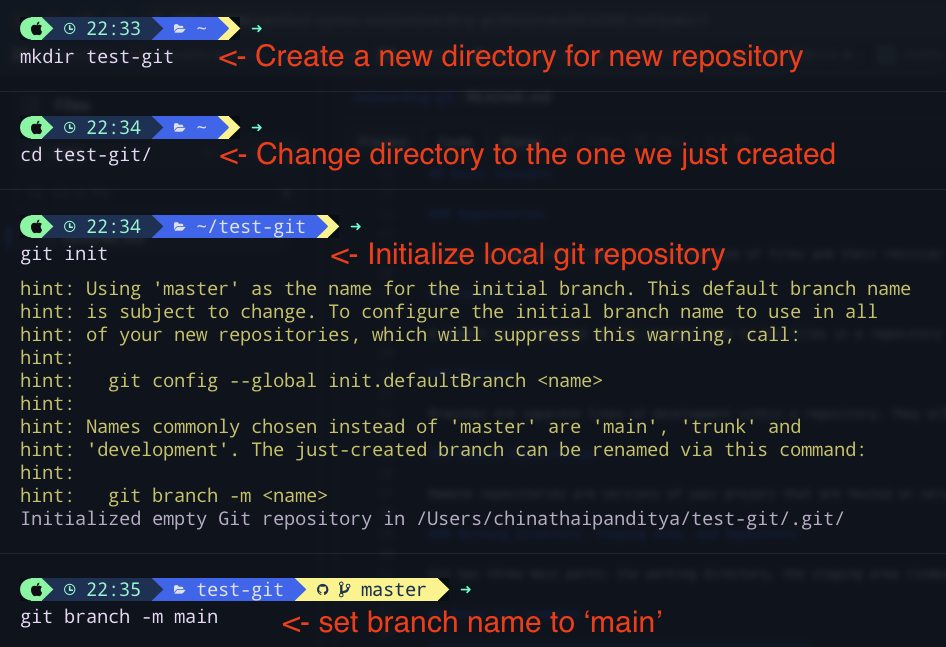 22:33 ~ ➜
mkdir test-git <- Create a new directory for new repository
22:34 ~ ➜
cd test-git/ <- Change directory to the one we just created
22:34 ~/test-git ➜
git init <- Initialize local git repository
hint: Using 'master' as the name for the initial branch. This default branch name
hint: is subject to change. To configure the initial branch name to use in all
hint: of your new repositories, which will suppress this warning, call:
hint:
hint:   git config --global init.defaultBranch <name>
hint:
hint: Names commonly chosen instead of 'master' are 'main', 'trunk' and
hint: 'development'. The just-created branch can be renamed via this command:
hint:
hint:   git branch -m <name>
Initialized empty Git repository in /Users/chinathaipanditya/test-git/.git/
22:35 test-git master ➜
git branch -m main <- set branch name to ‘main’